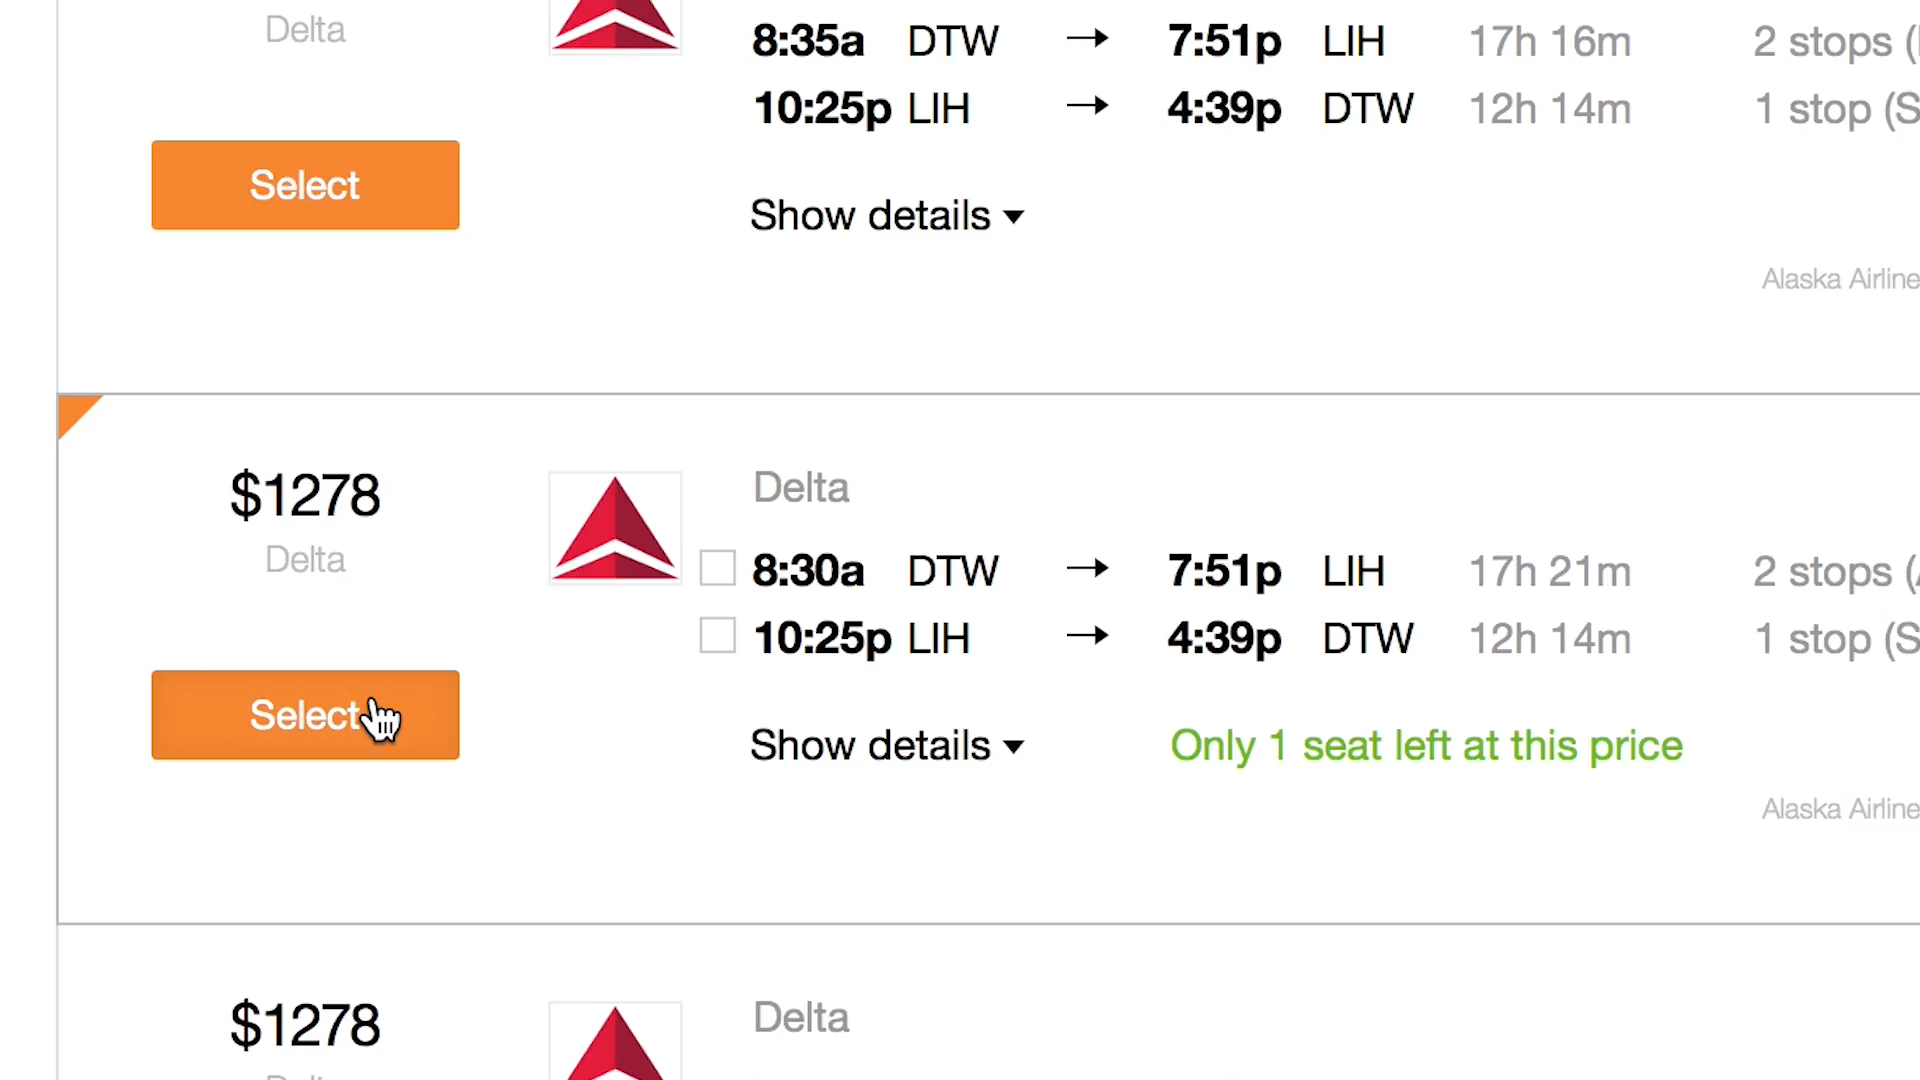 Delta
8:35a DTW → 7:51p LIH 17h 16m 2 stops (
10:25p LIH → 4:39p DTW 12h 14m 1 stop (S
Select
Show details
Alaska Airline
$1278
Delta
Delta
8:30a DTW → 7:51p LIH 17h 21m 2 stops (
10:25p LIH → 4:39p DTW 12h 14m 1 stop (S
Select
Show details
Only 1 seat left at this price
Alaska Airline
$1278
Delta